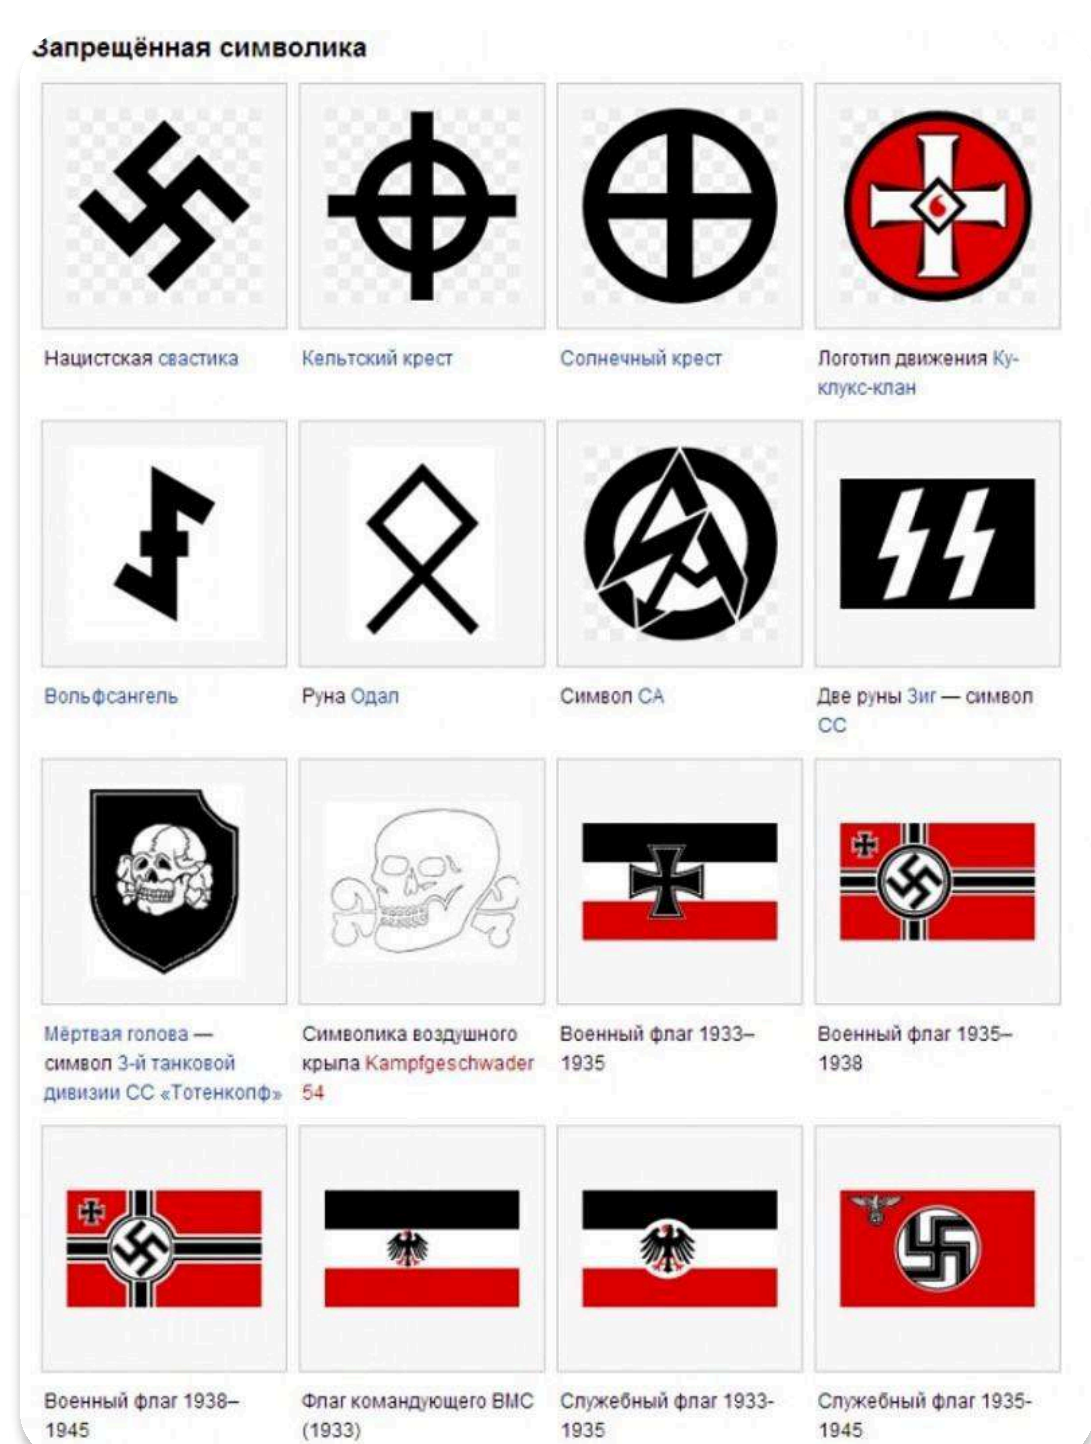 Запрещённая символика
Нацистская свастика
Кельтский крест
Солнечный крест
Логотип движения Ку-
клукс-клан
Вольфсангель
Руна Одал
Символ СА
Две руны Зиг — символ
СС
Мёртвая голова —
символ 3-й танковой
дивизии СС «Тотенкопф»
Символика воздушного
крыла Kampfgeschwader
54
Военный флаг 1933–
1935
Военный флаг 1935–
1938
Военный флаг 1938–
1945
Флаг командующего ВМС
(1933)
Служебный флаг 1933-
1935
Служебный флаг 1935-
1945